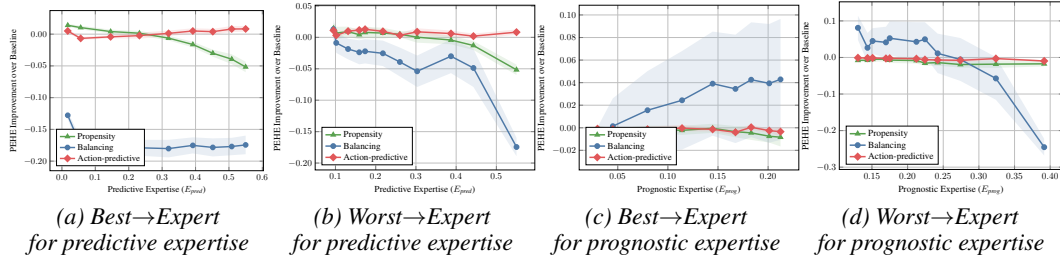 PEHE Improvement over Baseline
0.05
0.00
−0.05
−0.10
−0.15
−0.20
0.0 0.1 0.2 0.3 0.4 0.5 0.6
Predictive Expertise (E_pred)
Propensity
Balancing
Action-predictive
(a) Best→Expert
for predictive expertise
PEHE Improvement over Baseline
0.05
0.00
−0.05
−0.10
−0.15
−0.20
0.1 0.2 0.3 0.4 0.5
Predictive Expertise (E_pred)
Propensity
Balancing
Action-predictive
(b) Worst→Expert
for predictive expertise
PEHE Improvement over Baseline
0.10
0.08
0.06
0.04
0.02
0.00
−0.02
0.05 0.10 0.15 0.20
Prognostic Expertise (E_prog)
Propensity
Balancing
Action-predictive
(c) Best→Expert
for prognostic expertise
PEHE Improvement over Baseline
0.1
0.0
−0.1
−0.2
−0.3
0.15 0.20 0.25 0.30 0.35 0.40
Prognostic Expertise (E_prog)
Propensity
Balancing
Action-predictive
(d) Worst→Expert
for prognostic expertise